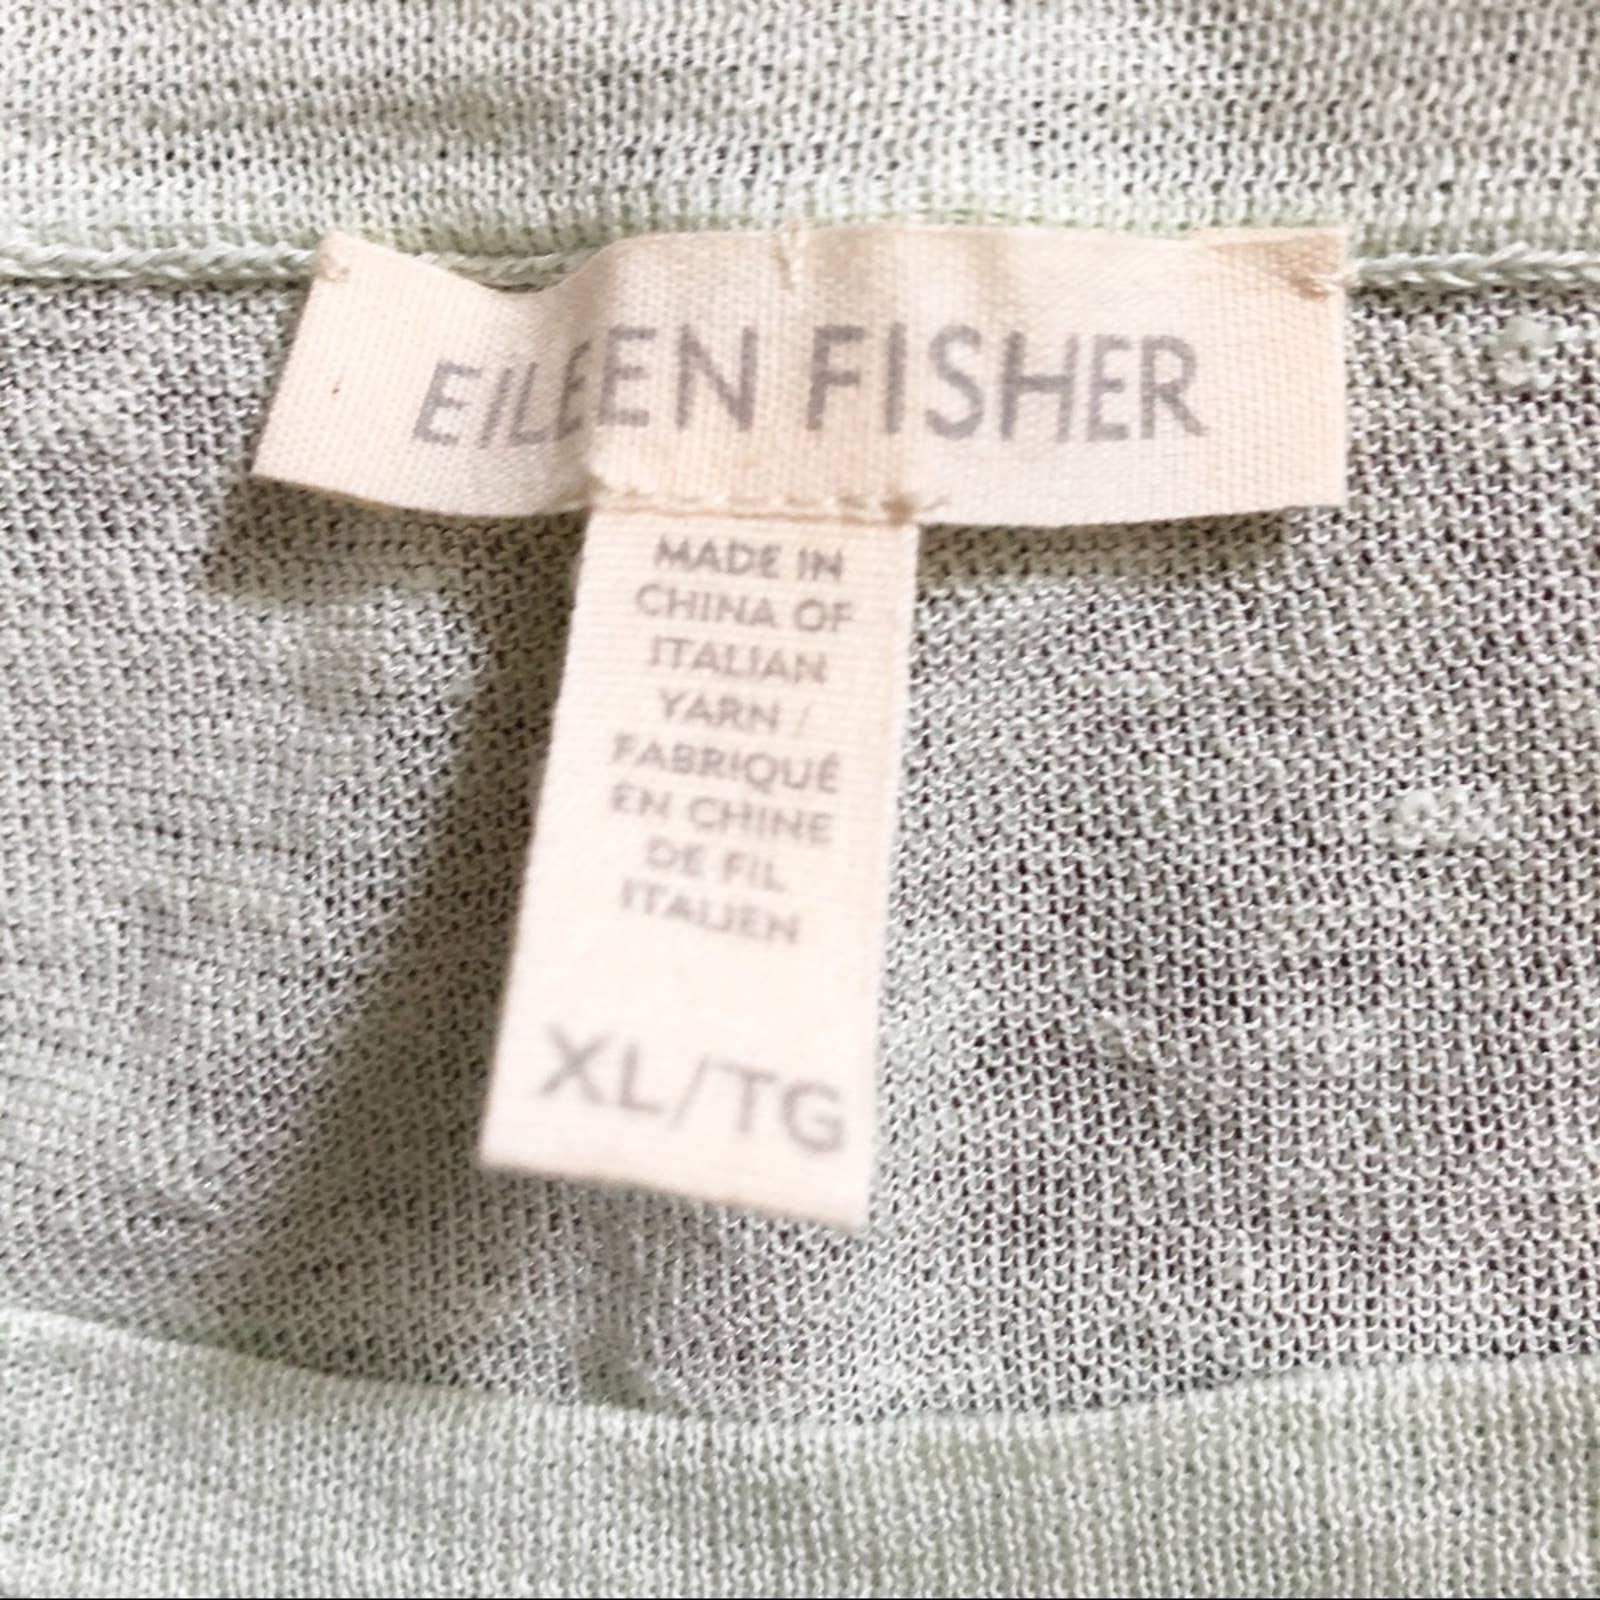 EILEEN FISHER
MADE IN
CHINA OF
ITALIAN
YARN /
FABRIQUÉ
EN CHINE
DE FIL
ITALIEN
XL/TG